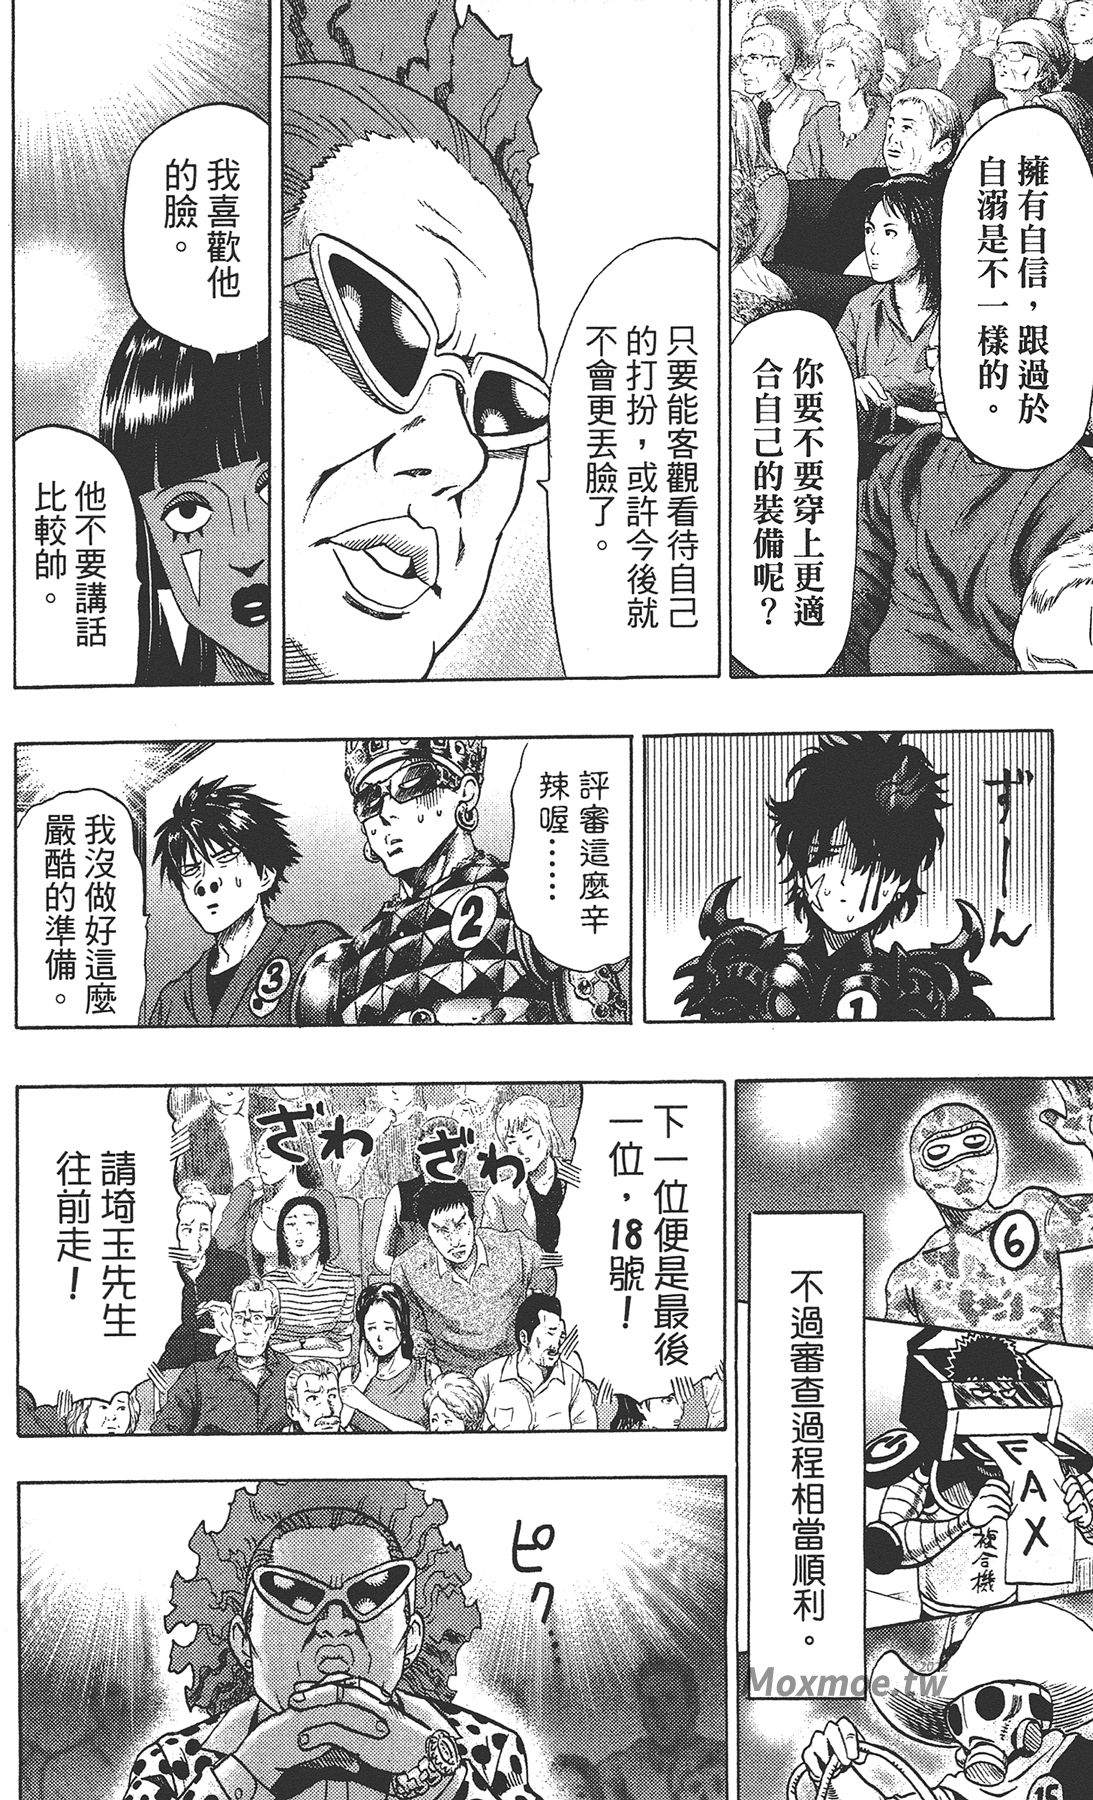 擁有自信，跟過於
自溺是不一樣的。
你要不要穿上更適
合自己的裝備呢？
只要能客觀看待自己
的打扮，或許今後就
不會更丟臉了。
我喜歡他
的臉。
他不要講話
比較帥。
ずーん
1
評審這麼辛
辣喔……
2
我沒做好這麼
嚴酷的準備。
3
6
FAX
複合機
15
不過審查過程相當順利。
下一位便是最後
一位，18號！
ざわ
ざわ
請埼玉先生
往前走！
ピク…
Moxmoe.tw